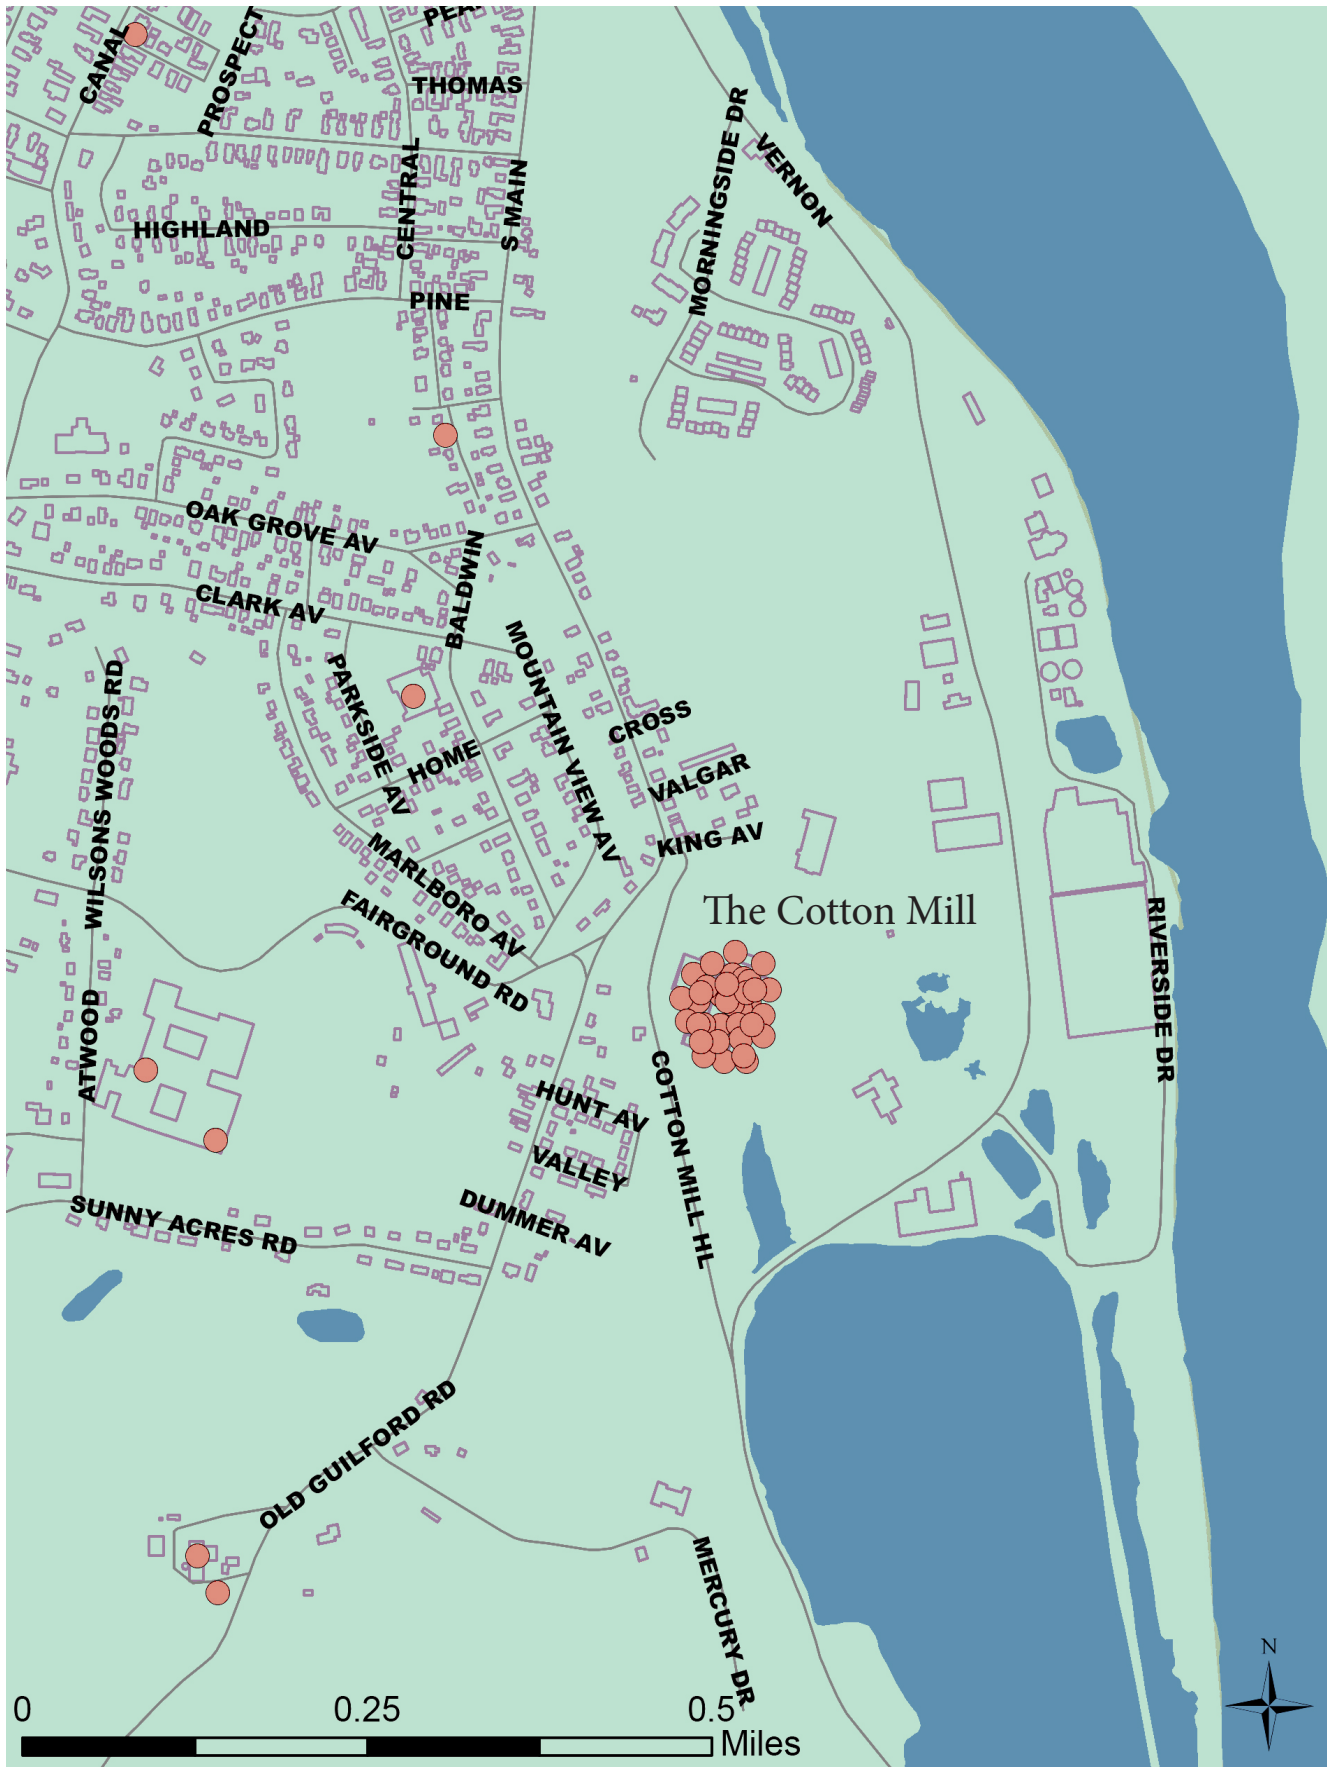 PEA
CANAL
PROSPECT
THOMAS
MORNINGSIDE DR
VERNON
CENTRAL
S MAIN
HIGHLAND
PINE
OAK GROVE AV
BALDWIN
CLARK AV
MOUNTAIN VIEW AV
WILSONS WOODS RD
PARKSIDE AV
CROSS
HOME
VALGAR
KING AV
MARLBORO AV
FAIRGROUND RD
The Cotton Mill
RIVERSIDE DR
ATWOOD
COTTON MILL HL
HUNT AV
VALLEY
DUMMER AV
SUNNY ACRES RD
OLD GUILFORD RD
MERCURY DR
N
0 0.25 0.5
Miles